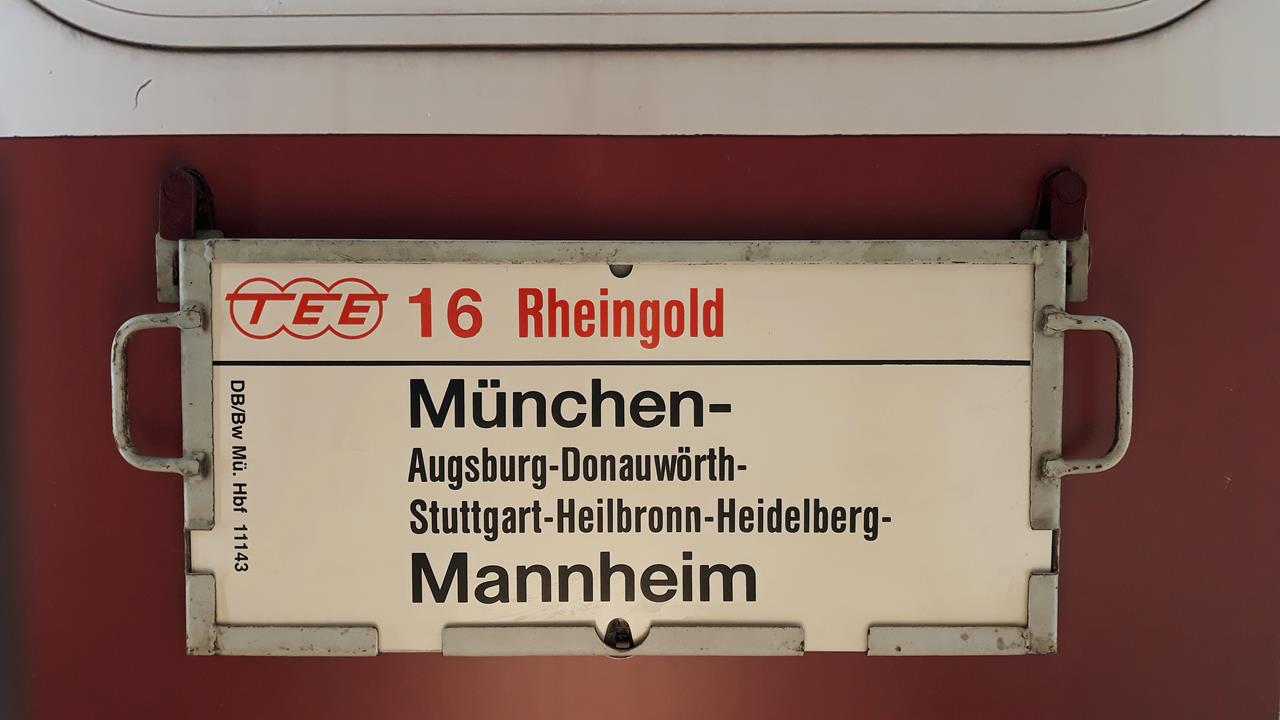 TEE 16 Rheingold
DB/Bw Mü. Hbf 11143
München-
Augsburg-Donauwörth-
Stuttgart-Heilbronn-Heidelberg-
Mannheim